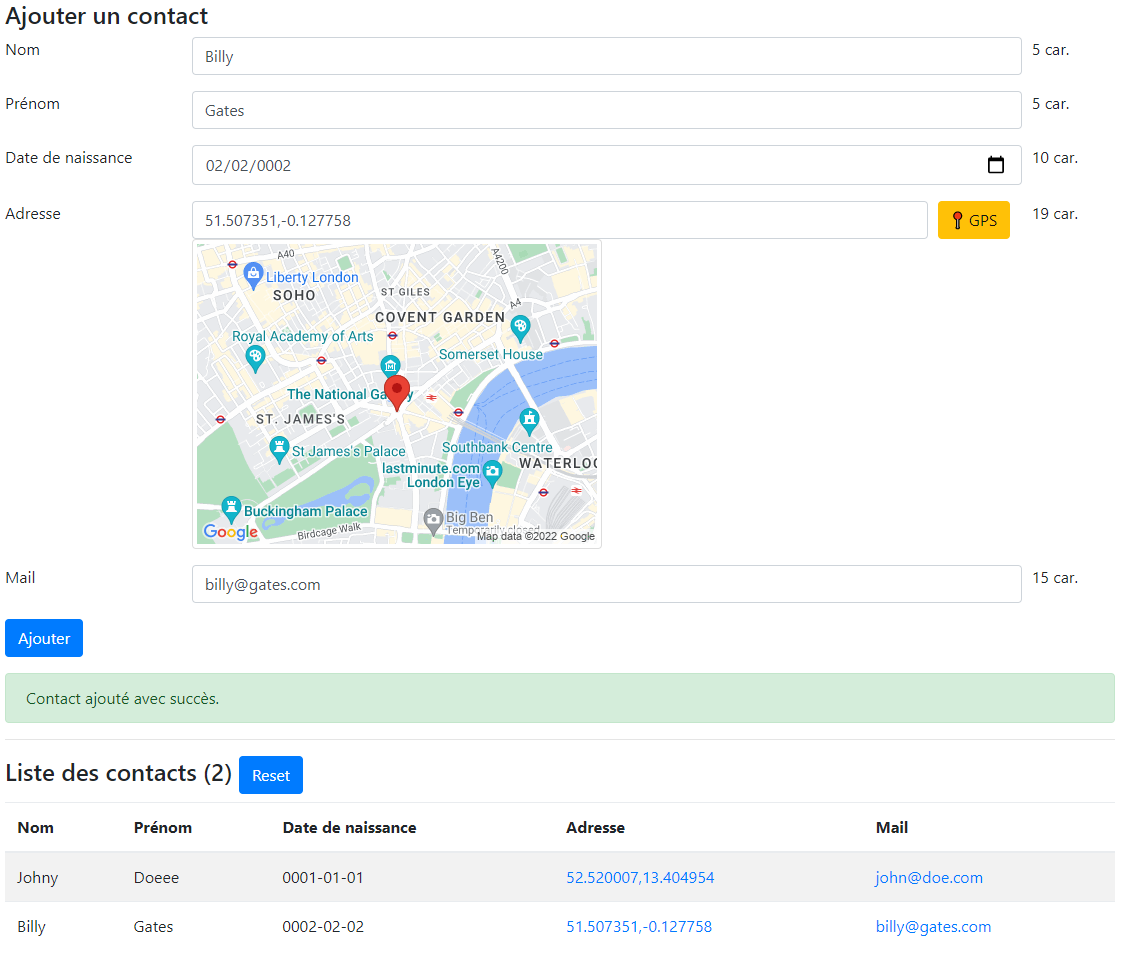 Ajouter un contact
Nom Billy 5 car.
Prénom Gates 5 car.
Date de naissance 02/02/0002 10 car.
Adresse 51.507351,-0.127758 GPS 19 car.
A40
A4200
Liberty London
SOHO
ST GILES
A4
COVENT GARDEN
Royal Academy of Arts
Somerset House
The National Ga y
ST. JAMES'S
St James's Palace
Southbank Centre
WATERLOO
lastminute.com
London Eye
Buckingham Palace
Big Ben
Temporarily closed
Birdcage Walk
Google
Map data ©2022 Google
Mail billy@gates.com 15 car.
Ajouter
Contact ajouté avec succès.
Liste des contacts (2) Reset
Nom Prénom Date de naissance Adresse Mail
Johny Doeee 0001-01-01 52.520007,13.404954 john@doe.com
Billy Gates 0002-02-02 51.507351,-0.127758 billy@gates.com